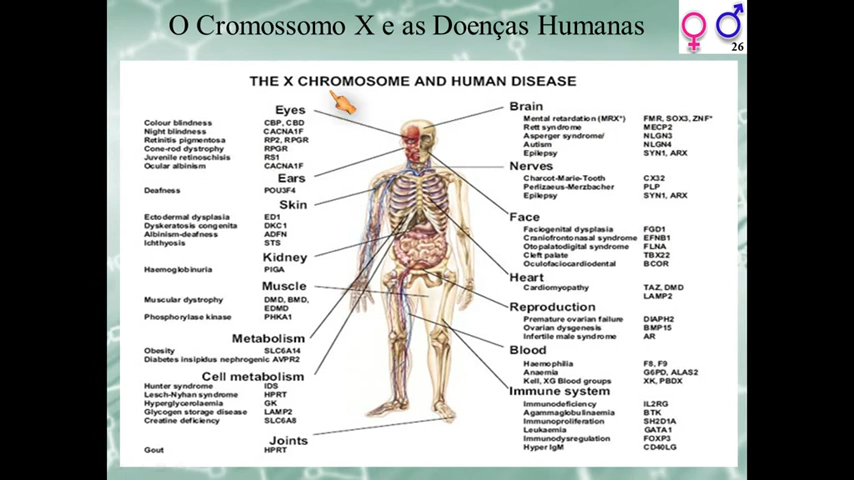 O Cromossomo X e as Doenças Humanas
26
THE X CHROMOSOME AND HUMAN DISEASE
Eyes
Colour blindness CBP, CBD
Night blindness CACNA1F
Retinitis pigmentosa RP2, RPGR
Cone-rod dystrophy RPGR
Juvenile retinoschisis RS1
Ocular albinism CACNA1F
Ears
Deafness POU3F4
Skin
Ectodermal dysplasia ED1
Dyskeratosis congenita DKC1
Albinism-deafness ADFN
Ichthyosis STS
Kidney
Haemoglobinuria PIGA
Muscle
Muscular dystrophy DMD, BMD,
EDMD
Phosphorylase kinase PHKA1
Metabolism
Obesity SLC6A14
Diabetes insipidus nephrogenic AVPR2
Cell metabolism
Hunter syndrome IDS
Lesch-Nyhan syndrome HPRT
Hyperglycerolaemia GK
Glycogen storage disease LAMP2
Creatine deficiency SLC6A8
Joints
Gout HPRT
Brain
Mental retardation (MRX*) FMR, SOX3, ZNF*
Rett syndrome MECP2
Asperger syndrome/ NLGN3
Autism NLGN4
Epilepsy SYN1, ARX
Nerves
Charcot-Marie-Tooth CX32
Perlizaeus-Merzbacher PLP
Epilepsy SYN1, ARX
Face
Faciogenital dysplasia FGD1
Craniofrontonasal syndrome EFNB1
Otopalatodigital syndrome FLNA
Cleft palate TBX22
Oculofaciocardiodental BCOR
Heart
Cardiomyopathy TAZ, DMD
LAMP2
Reproduction
Premature ovarian failure DIAPH2
Ovarian dysgenesis BMP15
Infertile male syndrome AR
Blood
Haemophilia F8, F9
Anaemia G6PD, ALAS2
Kell, XG Blood groups XK, PBDX
Immune system
Immunodeficiency IL2RG
Agammaglobulinaemia BTK
Immunoproliferation SH2D1A
Leukaemia GATA1
Immunodysregulation FOXP3
Hyper IgM CD40LG